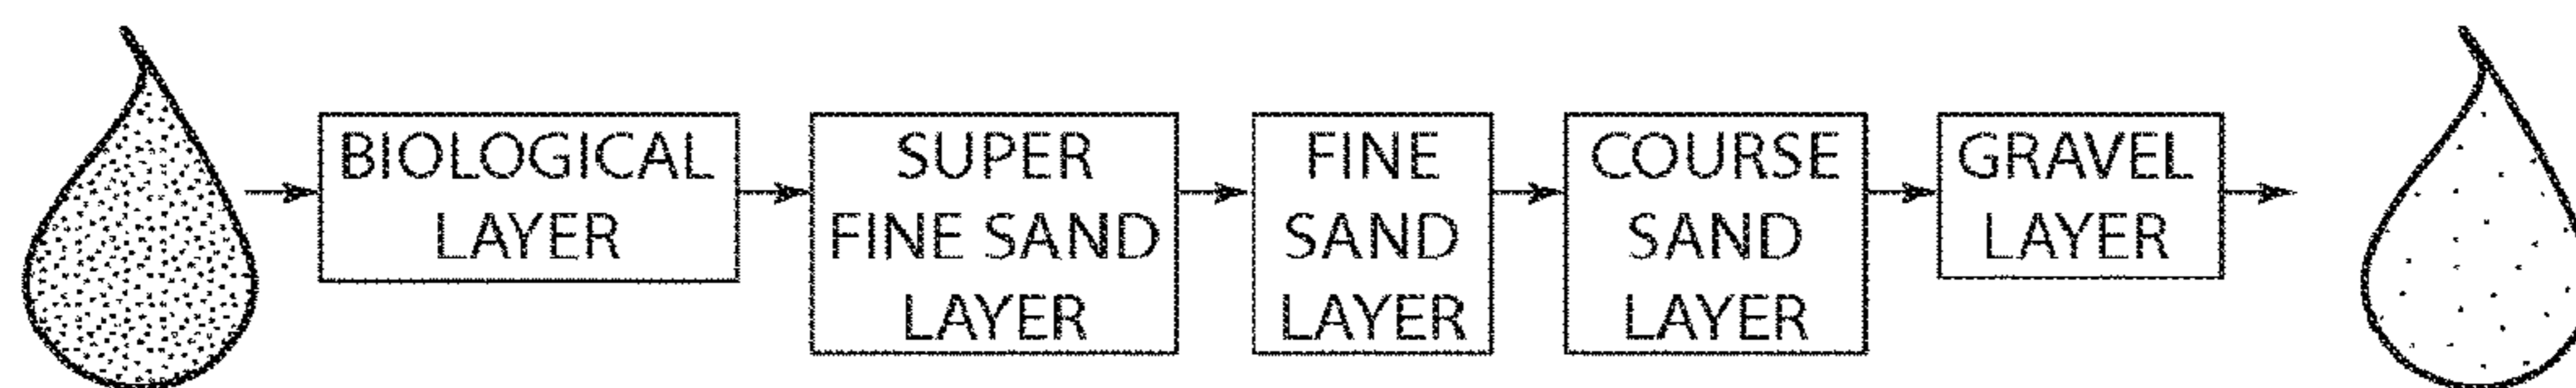 BIOLOGICAL
LAYER
SUPER
FINE SAND
LAYER
FINE
SAND
LAYER
COURSE
SAND
LAYER
GRAVEL
LAYER